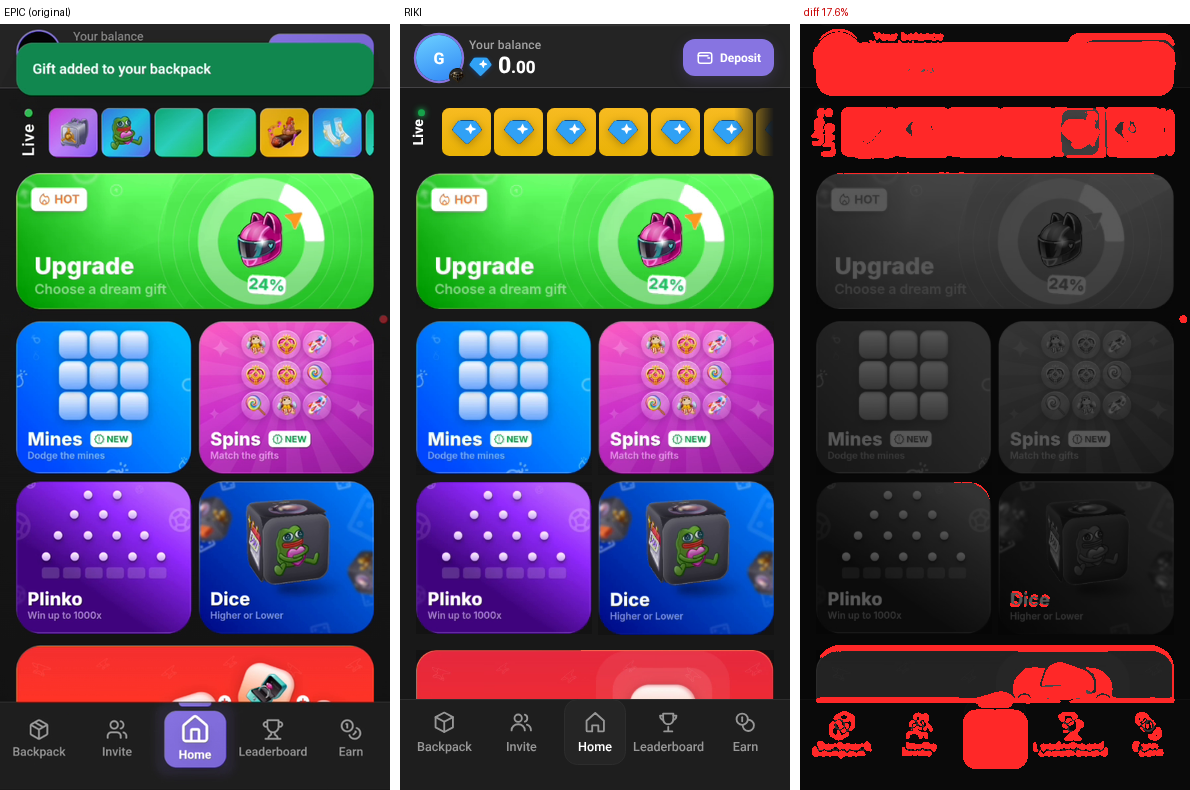 EPIC (original)
Your balance
Gift added to your backpack
Live
HOT
24%
Upgrade
Choose a dream gift
Mines NEW
Dodge the mines
Spins NEW
Match the gifts
Plinko
Win up to 1000x
Dice
Higher or Lower
Backpack
Invite
Home
Leaderboard
Earn
RIKI
G
Your balance
0.00
Deposit
Live
HOT
24%
Upgrade
Choose a dream gift
Mines NEW
Dodge the mines
Spins NEW
Match the gifts
Plinko
Win up to 1000x
Dice
Higher or Lower
Backpack
Invite
Home
Leaderboard
Earn
diff 17.6%
Your balance
HOT
24%
Upgrade
Choose a dream gift
Mines NEW
Dodge the mines
Spins NEW
Match the gifts
Plinko
Win up to 1000x
Dice
Higher or Lower